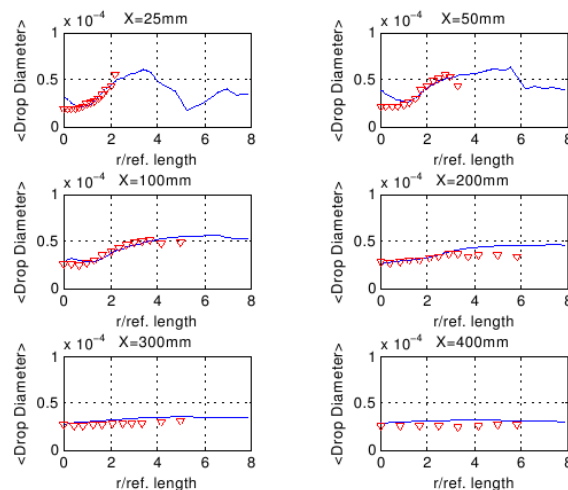 x 10⁻⁴ X=25mm
<Drop Diameter>
1
0.5
0
0 2 4 6 8
r/ref. length
x 10⁻⁴ X=50mm
<Drop Diameter>
1
0.5
0
0 2 4 6 8
r/ref. length
x 10⁻⁴ X=100mm
<Drop Diameter>
1
0.5
0
0 2 4 6 8
r/ref. length
x 10⁻⁴ X=200mm
<Drop Diameter>
1
0.5
0
0 2 4 6 8
r/ref. length
x 10⁻⁴ X=300mm
<Drop Diameter>
1
0.5
0
0 2 4 6 8
r/ref. length
x 10⁻⁴ X=400mm
<Drop Diameter>
1
0.5
0
0 2 4 6 8
r/ref. length